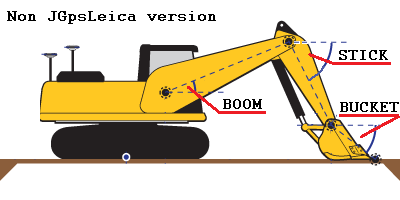 Non JGpsLeica version
STICK
BOOM
BUCKET